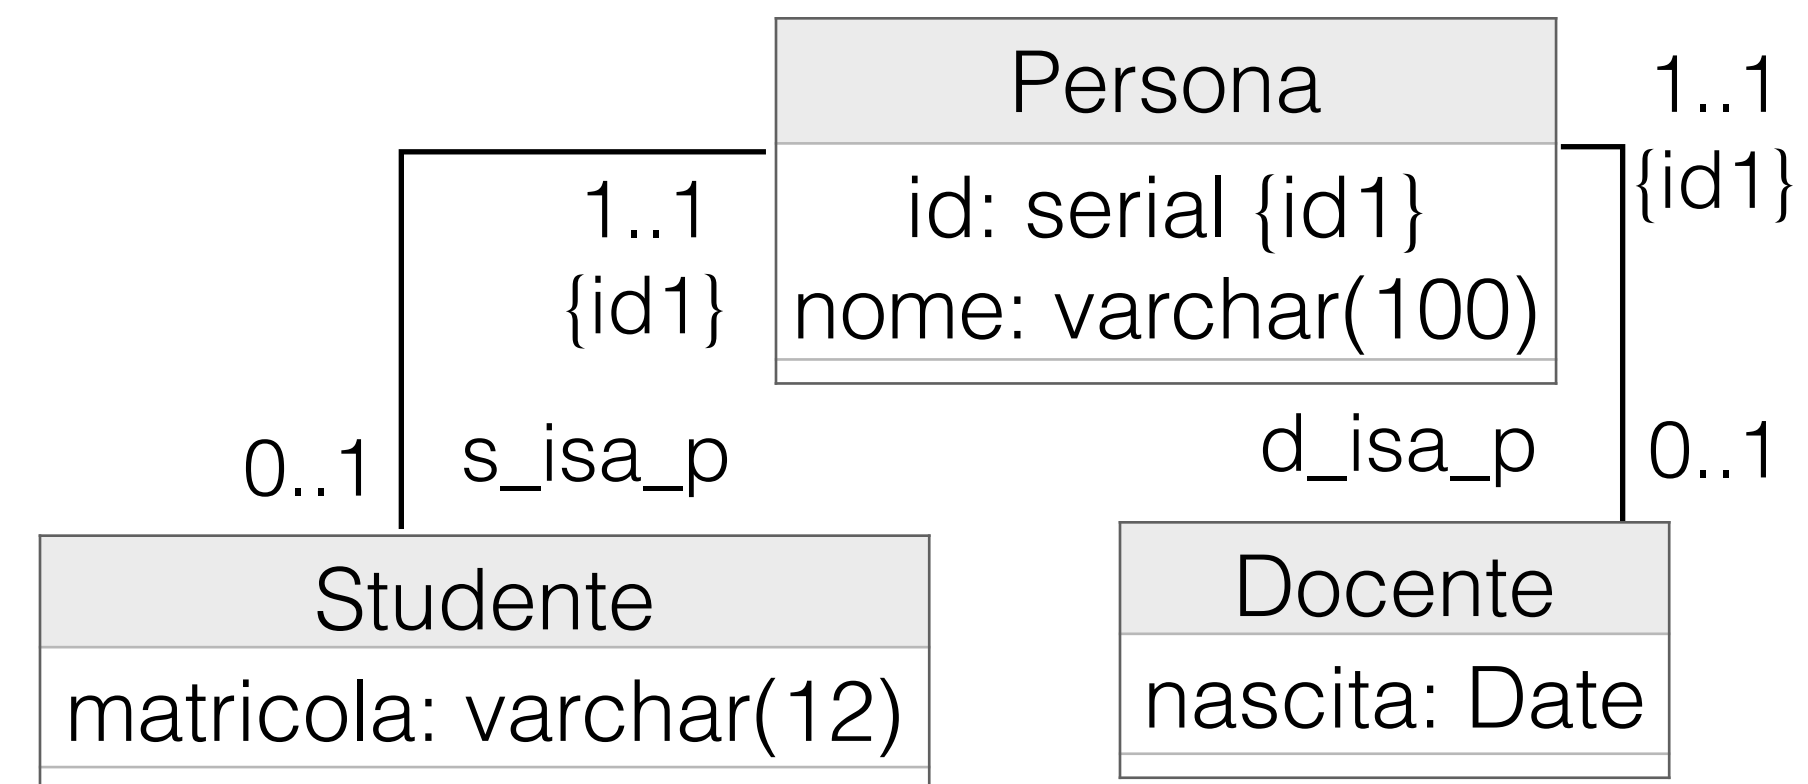 Persona
id: serial {id1}
nome: varchar(100)
1..1
{id1}
1..1
{id1}
0..1
s_isa_p
d_isa_p
0..1
Studente
matricola: varchar(12)
Docente
nascita: Date